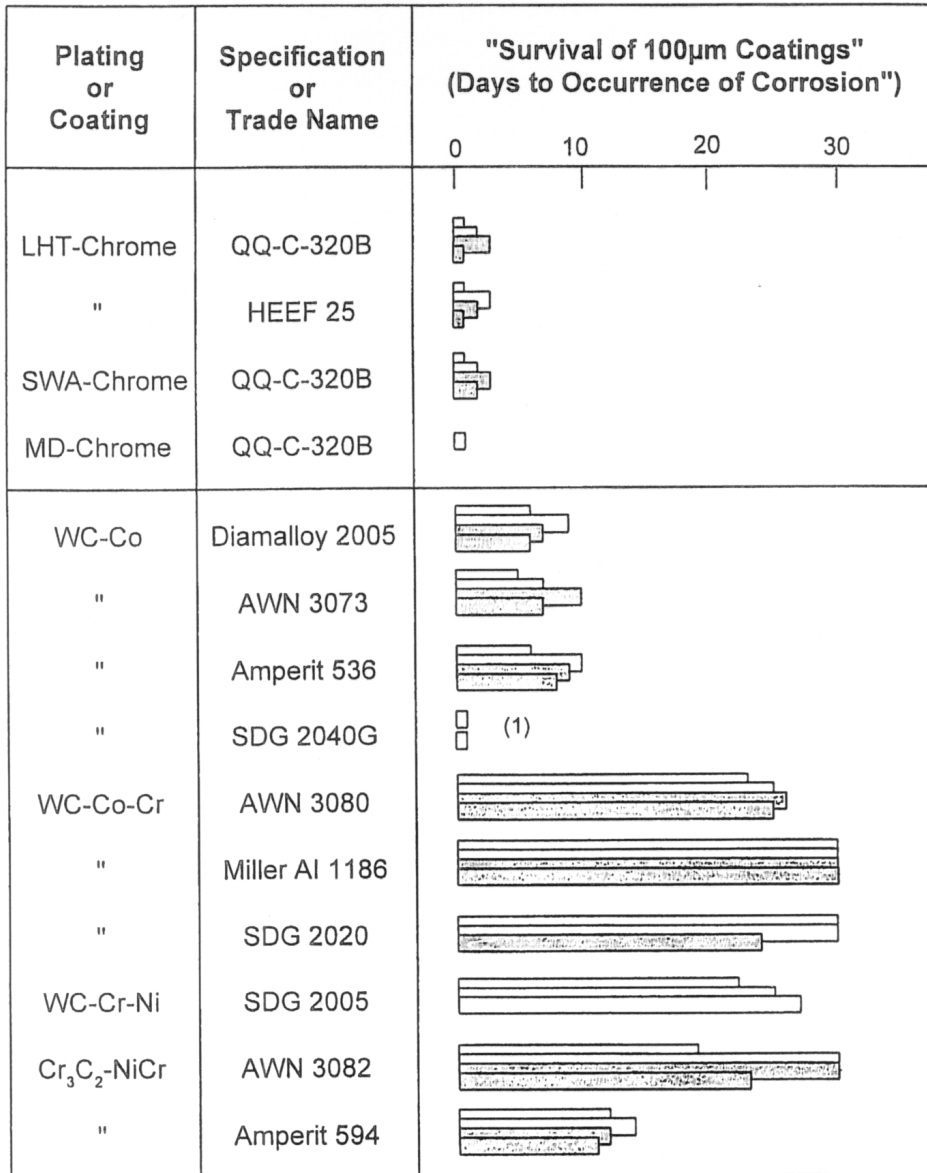 Plating
or
Coating
Specification
or
Trade Name
"Survival of 100µm Coatings"
(Days to Occurrence of Corrosion")
0 10 20 30
LHT-Chrome QQ-C-320B
" HEEF 25
SWA-Chrome QQ-C-320B
MD-Chrome QQ-C-320B
WC-Co Diamalloy 2005
" AWN 3073
" Amperit 536
" SDG 2040G (1)
WC-Co-Cr AWN 3080
" Miller AI 1186
" SDG 2020
WC-Cr-Ni SDG 2005
Cr₃C₂-NiCr AWN 3082
" Amperit 594